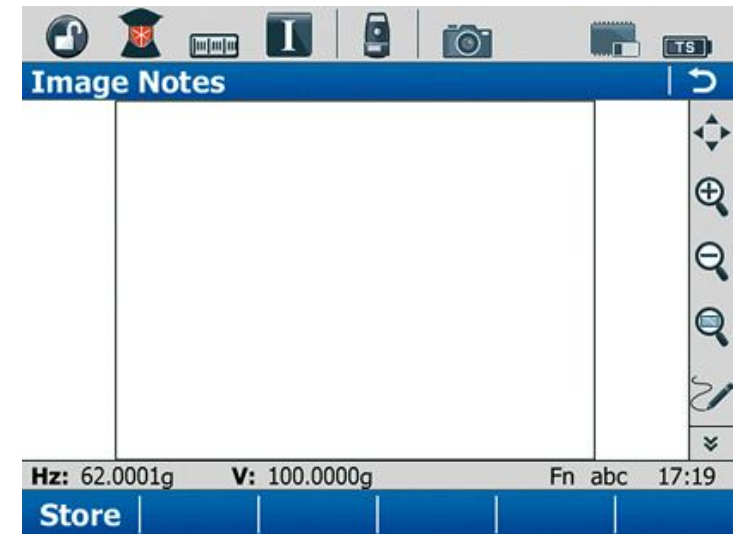 I
TS
Image Notes
Hz: 62.0001g V: 100.0000g Fn abc 17:19
Store